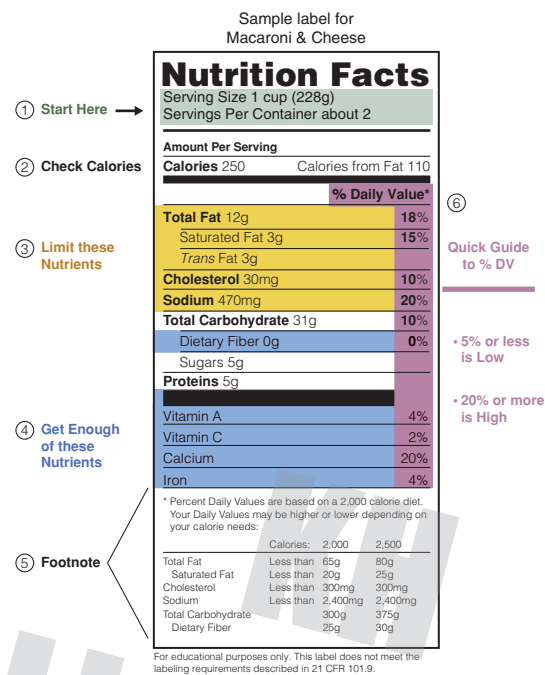 Sample label for
Macaroni & Cheese
Nutrition Facts
① Start Here
Serving Size 1 cup (228g)
Servings Per Container about 2
Amount Per Serving
② Check Calories
Calories 250 Calories from Fat 110
% Daily Value*
⑥
Quick Guide
to % DV
• 5% or less
is Low
• 20% or more
is High
③ Limit these
Nutrients
Total Fat 12g 18%
Saturated Fat 3g 15%
Trans Fat 3g
Cholesterol 30mg 10%
Sodium 470mg 20%
Total Carbohydrate 31g 10%
Dietary Fiber 0g 0%
Sugars 5g
Proteins 5g
④ Get Enough
of these
Nutrients
Vitamin A 4%
Vitamin C 2%
Calcium 20%
Iron 4%
⑤ Footnote
* Percent Daily Values are based on a 2,000 calorie diet.
Your Daily Values may be higher or lower depending on
your calorie needs:
Calories: 2,000 2,500
Total Fat Less than 65g 80g
Saturated Fat Less than 20g 25g
Cholesterol Less than 300mg 300mg
Sodium Less than 2,400mg 2,400mg
Total Carbohydrate 300g 375g
Dietary Fiber 25g 30g
For educational purposes only. This label does not meet the
labeling requirements described in 21 CFR 101.9.